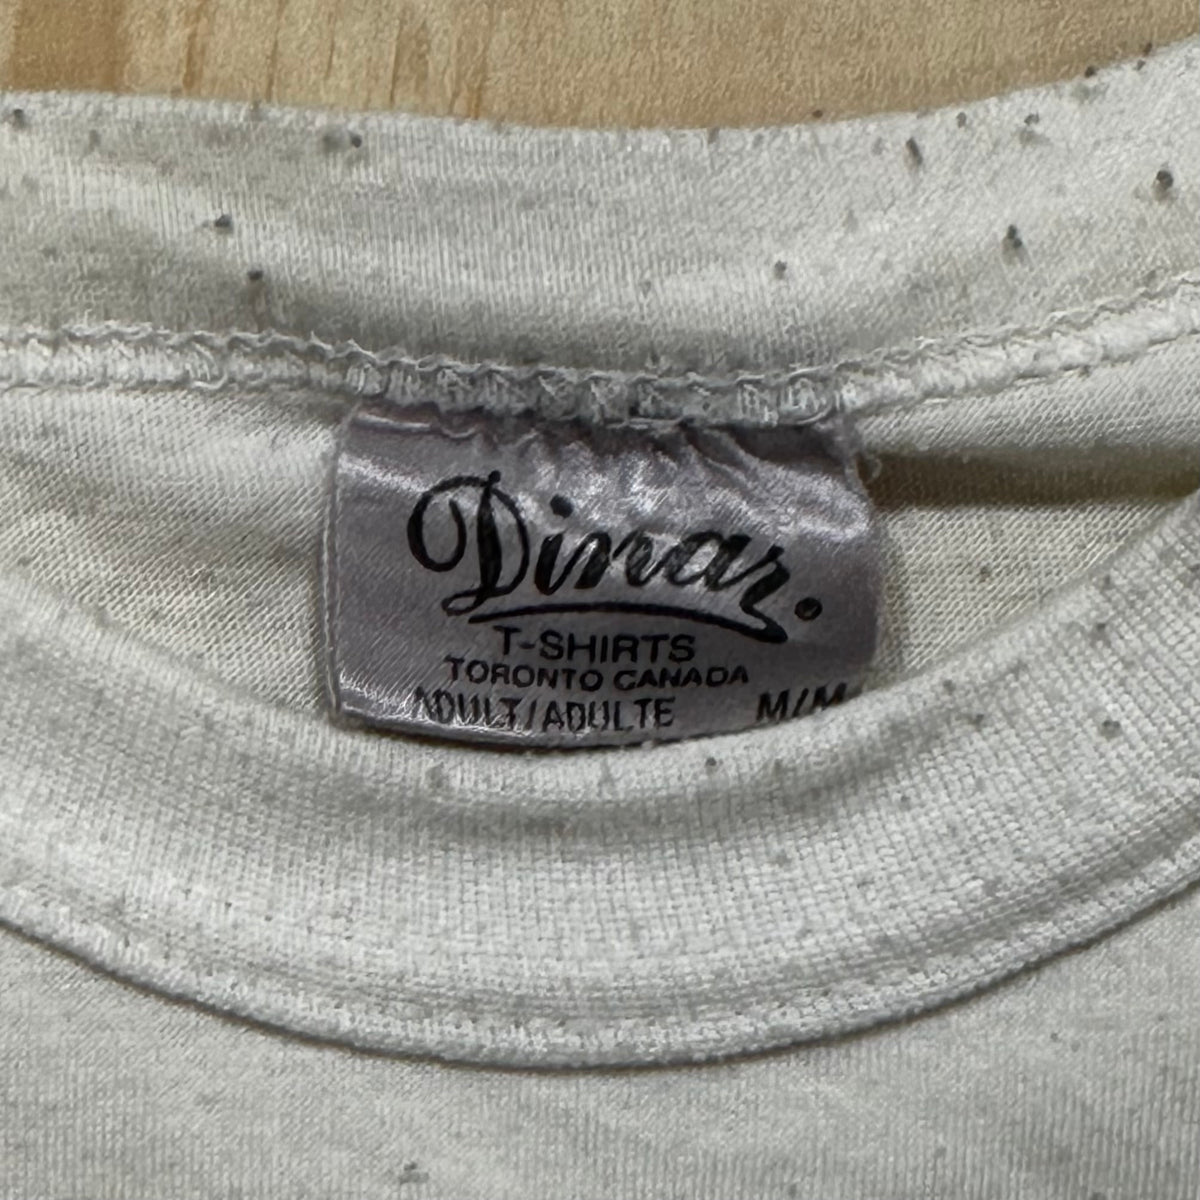 Dinar.
T-SHIRTS
TORONTO CANADA
ADULT/ADULTE M/M